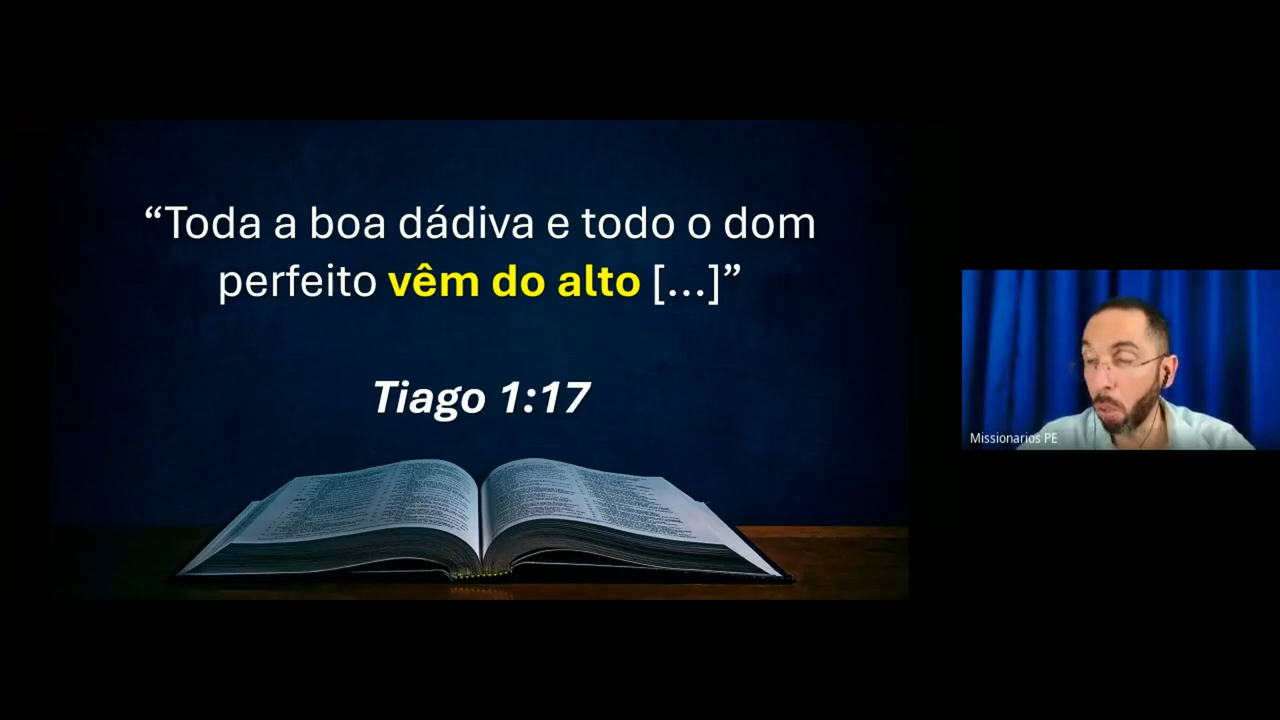 “Toda a boa dádiva e todo o dom
perfeito vêm do alto [...]”
Tiago 1:17
Missionarios PE